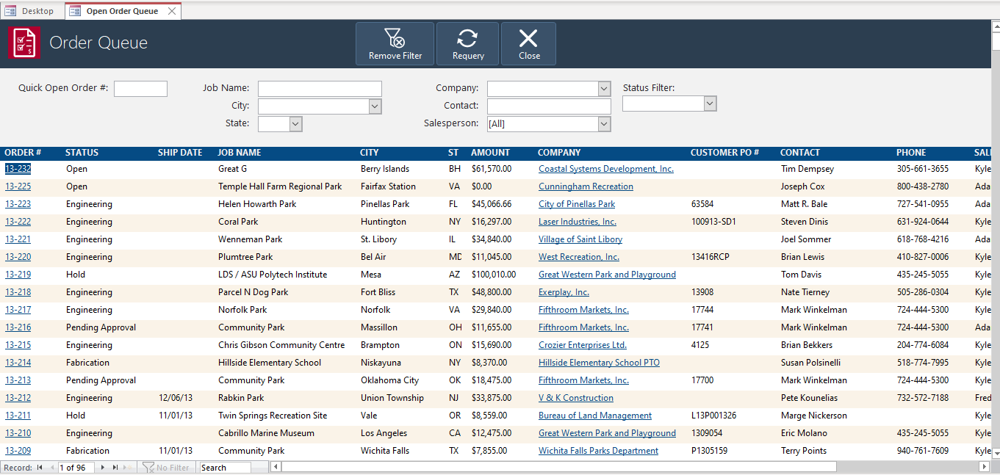 Desktop Open Order Queue
Order Queue Remove Filter Requery Close
Quick Open Order #: Job Name: Company: Status Filter:
City: Contact:
State: Salesperson: [All]
ORDER # STATUS SHIP DATE JOB NAME CITY ST AMOUNT COMPANY CUSTOMER PO # CONTACT PHONE SAL
13-232 Open Great G Berry Islands BH $61,570.00 Coastal Systems Development, Inc. Tim Dempsey 305-661-3655 Kyle
13-225 Open Temple Hall Farm Regional Park Fairfax Station VA $0.00 Cunningham Recreation Joseph Cox 800-438-2780 Ada
13-223 Engineering Helen Howarth Park Pinellas Park FL $45,066.66 City of Pinellas Park 63584 Matt R. Bale 727-541-0955 Kyle
13-222 Engineering Coral Park Huntington NY $16,297.00 Laser Industries, Inc. 100913-SD1 Steven Dinis 631-924-0644 Kyle
13-221 Engineering Wenneman Park St. Libory IL $34,840.00 Village of Saint Libory Joel Sommer 618-768-4216 Ada
13-220 Engineering Plumtree Park Bel Air MD $11,045.00 West Recreation, Inc. 13416RCP Brian Lewis 410-827-0006 Kyle
13-219 Hold LDS / ASU Polytech Institute Mesa AZ $100,010.00 Great Western Park and Playground Tom Davis 435-245-5055 Kyle
13-218 Engineering Parcel N Dog Park Fort Bliss TX $48,800.00 Exerplay, Inc. 13908 Nate Tierney 505-286-0304 Kyle
13-217 Engineering Norfolk Park Norfolk VA $29,840.00 Fifthroom Markets, Inc. 17744 Mark Winkelman 724-444-5300 Kyle
13-216 Pending Approval Community Park Massillon OH $11,655.00 Fifthroom Markets, Inc. 17741 Mark Winkelman 724-444-5300 Ada
13-215 Engineering Chris Gibson Community Centre Brampton ON $15,690.00 Crozier Enterprises Ltd. 4125 Brian Bekkers 204-774-6084 Kyle
13-214 Fabrication Hillside Elementary School Niskayuna NY $8,370.00 Hillside Elementary School PTO Susan Polsinelli 518-774-7995 Kyle
13-213 Pending Approval Community Park Oklahoma City OK $18,475.00 Fifthroom Markets, Inc. 17700 Mark Winkelman 724-444-5300 Kyle
13-212 Engineering 12/06/13 Rabkin Park Union Township NJ $33,875.00 V & K Construction Pete Kounelias 732-572-7188 Fred
13-211 Hold 11/01/13 Twin Springs Recreation Site Vale OR $8,559.00 Bureau of Land Management L13P001326 Marge Nickerson Kyle
13-210 Engineering Cabrillo Marine Museum Los Angeles CA $12,475.00 Great Western Park and Playground 1309054 Eric Molano 435-245-5055 Kyle
13-209 Fabrication 11/01/13 Community Park Wichita Falls TX $7,855.00 Wichita Falls Parks Department P1305159 Terry Points 940-761-7609 Kyle
Record: 1 of 96 No Filter Search